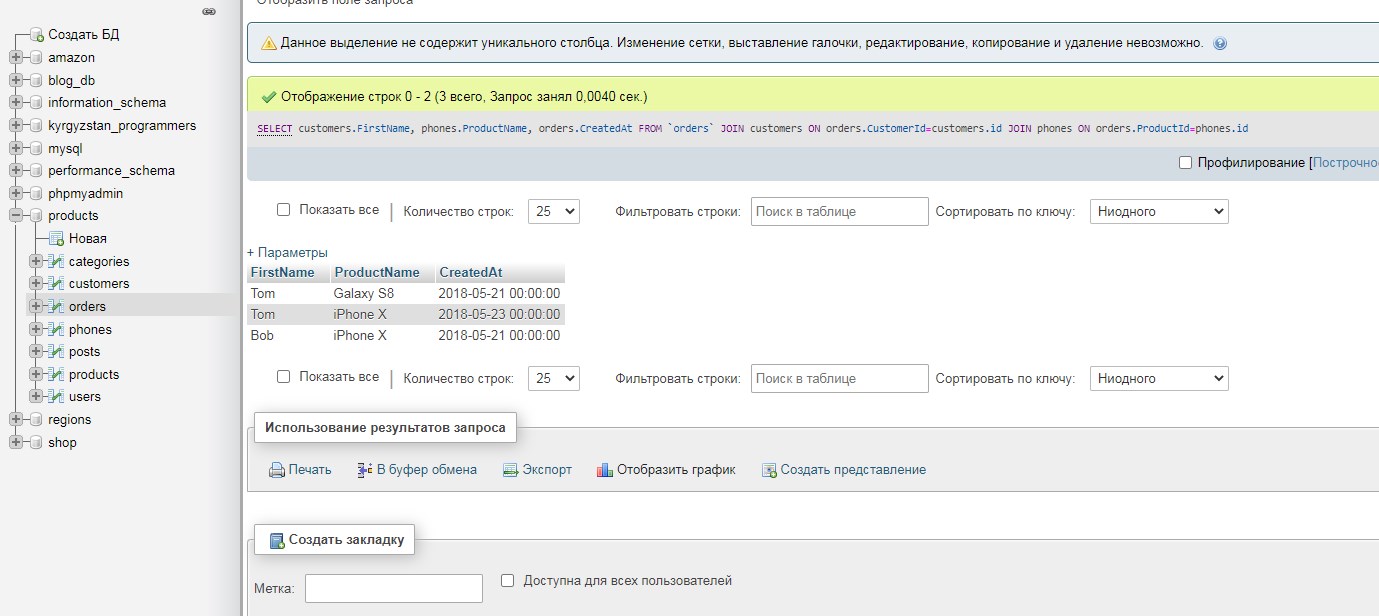 Отобразить поле запроса
Создать БД
amazon
blog_db
information_schema
kyrgyzstan_programmers
mysql
performance_schema
phpmyadmin
products
Новая
categories
customers
orders
phones
posts
products
users
regions
shop
Данное выделение не содержит уникального столбца. Изменение сетки, выставление галочки, редактирование, копирование и удаление невозможно.
Отображение строк 0 - 2 (3 всего, Запрос занял 0,0040 сек.)
SELECT customers.FirstName, phones.ProductName, orders.CreatedAt FROM `orders` JOIN customers ON orders.CustomerId=customers.id JOIN phones ON orders.ProductId=phones.id
Профилирование [Построчно
Показать все | Количество строк: 25 Фильтровать строки: Поиск в таблице Сортировать по ключу: Ниодного
+ Параметры
FirstName ProductName CreatedAt
Tom Galaxy S8 2018-05-21 00:00:00
Tom iPhone X 2018-05-23 00:00:00
Bob iPhone X 2018-05-21 00:00:00
Показать все | Количество строк: 25 Фильтровать строки: Поиск в таблице Сортировать по ключу: Ниодного
Использование результатов запроса
Печать В буфер обмена Экспорт Отобразить график Создать представление
Создать закладку
Метка: Доступна для всех пользователей